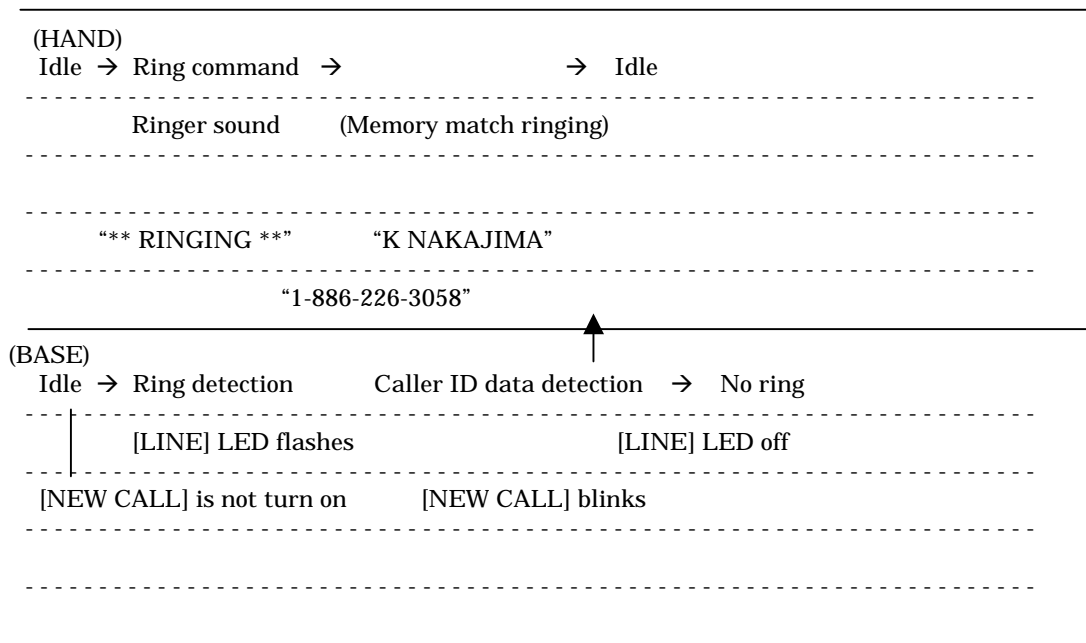 (HAND)
Idle → Ring command → → Idle
Ringer sound (Memory match ringing)
“** RINGING **” “K NAKAJIMA”
“1-886-226-3058”
(BASE)
Idle → Ring detection Caller ID data detection → No ring
[LINE] LED flashes [LINE] LED off
[NEW CALL] is not turn on [NEW CALL] blinks